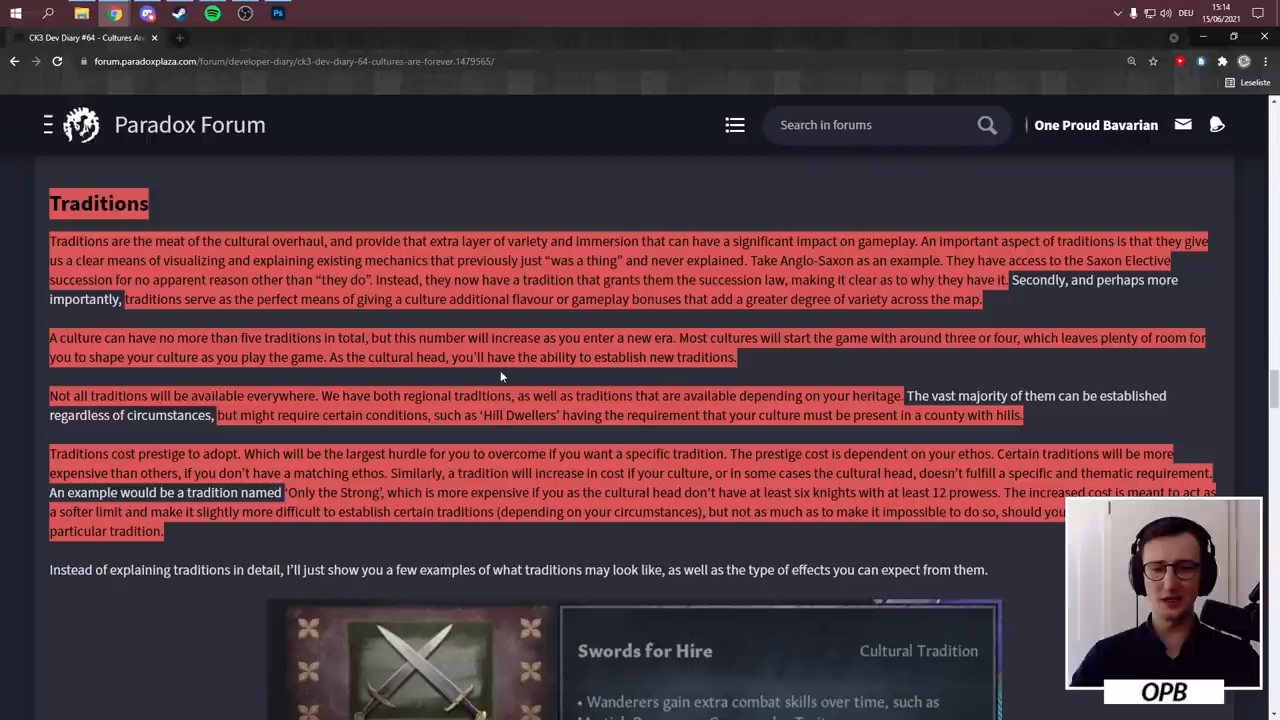 15:14
DEU
15/06/2021
CK3 Dev Diary #64 - Cultures Are
forum.paradoxplaza.com/forum/developer-diary/ck3-dev-diary-64-cultures-are-forever.1479565/
Leseliste
Paradox Forum
Search in forums
One Proud Bavarian
Traditions
Traditions are the meat of the cultural overhaul, and provide that extra layer of variety and immersion that can have a significant impact on gameplay. An important aspect of traditions is that they give
us a clear means of visualizing and explaining existing mechanics that previously just “was a thing” and never explained. Take Anglo-Saxon as an example. They have access to the Saxon Elective
succession for no apparent reason other than “they do”. Instead, they now have a tradition that grants them the succession law, making it clear as to why they have it. Secondly, and perhaps more
importantly, traditions serve as the perfect means of giving a culture additional flavour or gameplay bonuses that add a greater degree of variety across the map.
A culture can have no more than five traditions in total, but this number will increase as you enter a new era. Most cultures will start the game with around three or four, which leaves plenty of room for
you to shape your culture as you play the game. As the cultural head, you’ll have the ability to establish new traditions.
Not all traditions will be available everywhere. We have both regional traditions, as well as traditions that are available depending on your heritage. The vast majority of them can be established
regardless of circumstances, but might require certain conditions, such as ‘Hill Dwellers’ having the requirement that your culture must be present in a county with hills.
Traditions cost prestige to adopt. Which will be the largest hurdle for you to overcome if you want a specific tradition. The prestige cost is dependent on your ethos. Certain traditions will be more
expensive than others, if you don’t have a matching ethos. Similarly, a tradition will increase in cost if your culture, or in some cases the cultural head, doesn’t fulfill a specific and thematic requirement.
An example would be a tradition named ‘Only the Strong’, which is more expensive if you as the cultural head don’t have at least six knights with at least 12 prowess. The increased cost is meant to act as
a softer limit and make it slightly more difficult to establish certain traditions (depending on your circumstances), but not as much as to make it impossible to do so, should you
particular tradition.
Instead of explaining traditions in detail, I’ll just show you a few examples of what traditions may look like, as well as the type of effects you can expect from them.
Swords for Hire
Cultural Tradition
• Wanderers gain extra combat skills over time, such as
OPB